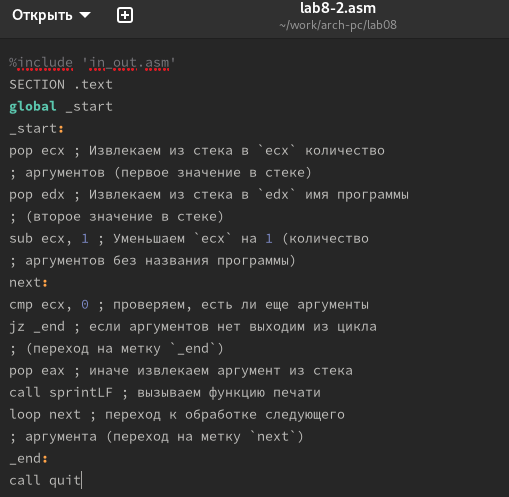 Открыть
lab8-2.asm
~/work/arch-pc/lab08
%include 'in_out.asm'
SECTION .text
global _start
_start:
pop ecx ; Извлекаем из стека в `ecx` количество
; аргументов (первое значение в стеке)
pop edx ; Извлекаем из стека в `edx` имя программы
; (второе значение в стеке)
sub ecx, 1 ; Уменьшаем `ecx` на 1 (количество
; аргументов без названия программы)
next:
cmp ecx, 0 ; проверяем, есть ли еще аргументы
jz _end ; если аргументов нет выходим из цикла
; (переход на метку `_end`)
pop eax ; иначе извлекаем аргумент из стека
call sprintLF ; вызываем функцию печати
loop next ; переход к обработке следующего
; аргумента (переход на метку `next`)
_end:
call quit